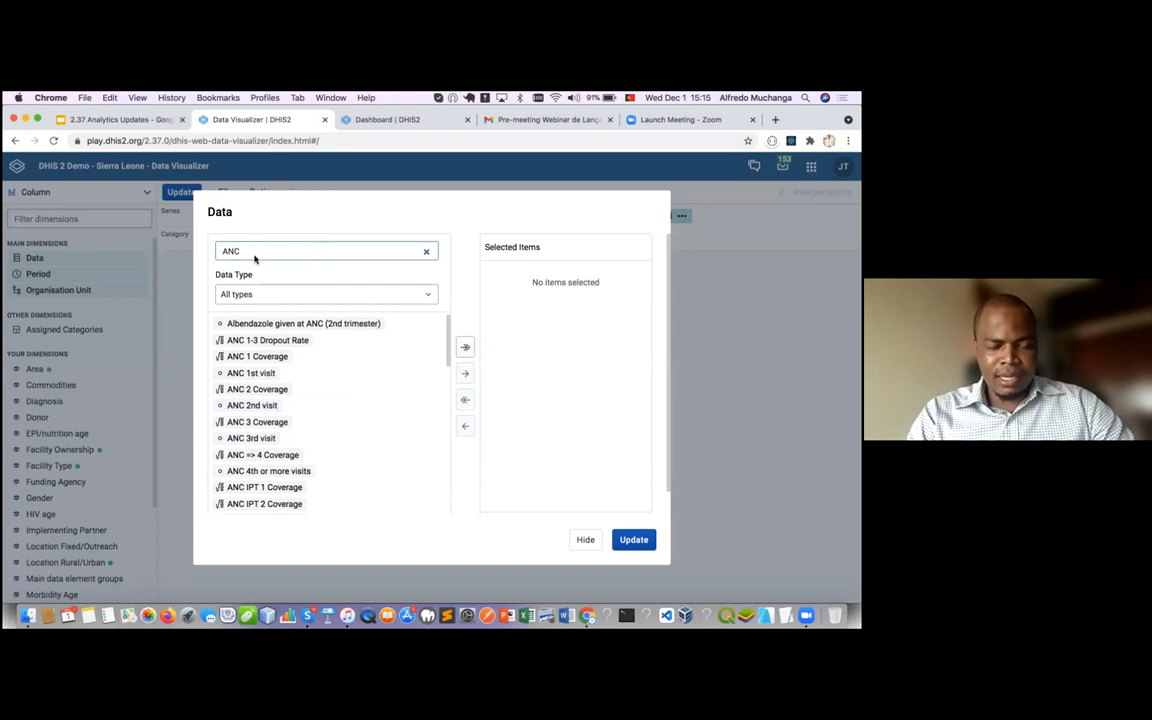 Chrome File Edit View History Bookmarks Profiles Tab Window Help 91% Wed Dec 1 15:15 Alfredo Muchanga
2.37 Analytics Updates - Goog Data Visualizer | DHIS2 Dashboard | DHIS2 Pre-meeting Webinar de Lanç Launch Meeting - Zoom
play.dhis2.org/2.37.0/dhis-web-data-visualizer/index.html#/
DHIS 2 Demo - Sierra Leone - Data Visualizer 153 JT
Column Update Interpretations
Filter dimensions
Series
Category
MAIN DIMENSIONS
Data
Period
Organisation Unit
OTHER DIMENSIONS
Assigned Categories
YOUR DIMENSIONS
Area
Commodities
Diagnosis
Donor
EPI/nutrition age
Facility Ownership
Facility Type
Funding Agency
Gender
HIV age
Implementing Partner
Location Fixed/Outreach
Location Rural/Urban
Main data element groups
Morbidity Age
Data
ANC
Data Type
All types
Albendazole given at ANC (2nd trimester)
ANC 1-3 Dropout Rate
ANC 1 Coverage
ANC 1st visit
ANC 2 Coverage
ANC 2nd visit
ANC 3 Coverage
ANC 3rd visit
ANC => 4 Coverage
ANC 4th or more visits
ANC IPT 1 Coverage
ANC IPT 2 Coverage
Selected Items
No items selected
Hide Update